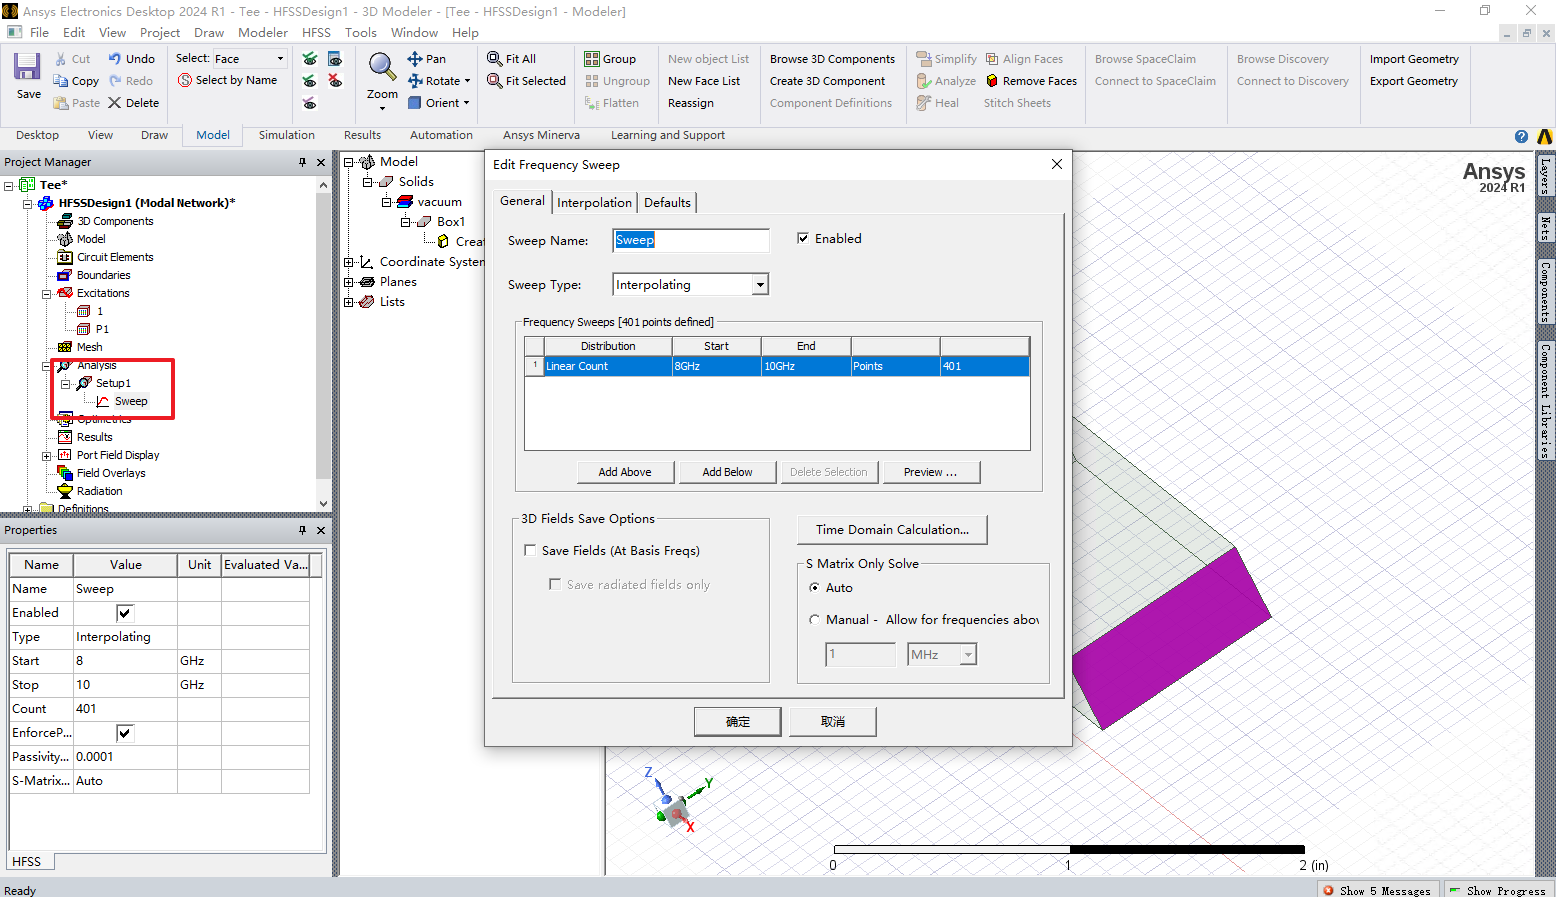 Ansys Electronics Desktop 2024 R1 - Tee - HFSSDesign1 - 3D Modeler - [Tee - HFSSDesign1 - Modeler]
File Edit View Project Draw Modeler HFSS Tools Window Help
Save
Cut
Copy
Paste
Undo
Redo
Delete
Select: Face
Select by Name
Zoom
Pan
Rotate
Orient
Fit All
Fit Selected
Group
Ungroup
Flatten
New object List
New Face List
Reassign
Browse 3D Components
Create 3D Component
Component Definitions
Simplify
Analyze
Heal
Align Faces
Remove Faces
Stitch Sheets
Browse SpaceClaim
Connect to SpaceClaim
Browse Discovery
Connect to Discovery
Import Geometry
Export Geometry
Desktop View Draw Model Simulation Results Automation Ansys Minerva Learning and Support
Project Manager
Tee*
HFSSDesign1 (Modal Network)*
3D Components
Model
Circuit Elements
Boundaries
Excitations
1
P1
Mesh
Analysis
Setup1
Sweep
Optimetrics
Results
Port Field Display
Field Overlays
Radiation
Definitions
Properties
Name Value Unit Evaluated Va...
Name Sweep
Enabled
Type Interpolating
Start 8 GHz
Stop 10 GHz
Count 401
EnforceP...
Passivity... 0.0001
S-Matrix... Auto
HFSS
Model
Solids
vacuum
Box1
Creat
Coordinate System
Planes
Lists
Edit Frequency Sweep
General Interpolation Defaults
Sweep Name: Sweep
Enabled
Sweep Type: Interpolating
Frequency Sweeps [401 points defined]
Distribution Start End
1 Linear Count 8GHz 10GHz Points 401
Add Above Add Below Delete Selection Preview ...
3D Fields Save Options
Save Fields (At Basis Freqs)
Save radiated fields only
Time Domain Calculation...
S Matrix Only Solve
Auto
Manual - Allow for frequencies abov
1 MHz
确定 取消
Ansys
2024 R1
Layers
Nets
Components
Component Libraries
Z
Y
X
0 1 2 (in)
Ready
Show 5 Messages
Show Progress